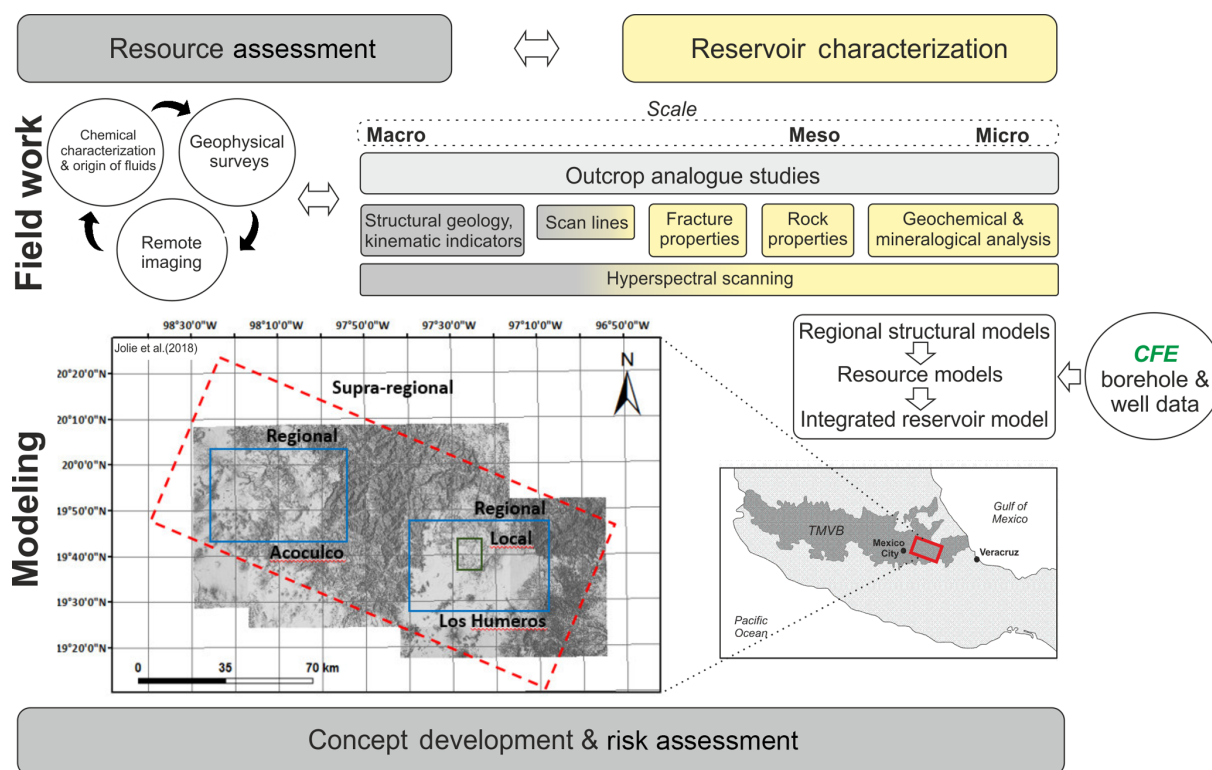 Resource assessment
Reservoir characterization
Field work
Chemical
characterization
& origin of fluids
Geophysical
surveys
Remote
imaging
Scale
Macro
Meso
Micro
Outcrop analogue studies
Structural geology,
kinematic indicators
Scan lines
Fracture
properties
Rock
properties
Geochemical &
mineralogical analysis
Hyperspectral scanning
Modeling
98°30'0"W
98°10'0"W
97°50'0"W
97°30'0"W
97°10'0"W
96°50'0"W
Jolie et al.(2018)
20°20'0"N
20°10'0"N
20°0'0"N
19°50'0"N
19°40'0"N
19°30'0"N
19°20'0"N
Supra-regional
N
Regional
Acoculco
Regional
Local
Los Humeros
0
35
70 km
Regional structural models
Resource models
Integrated reservoir model
CFE
borehole &
well data
TMVB
Gulf of
Mexico
Mexico
City
Veracruz
Pacific
Ocean
Concept development & risk assessment